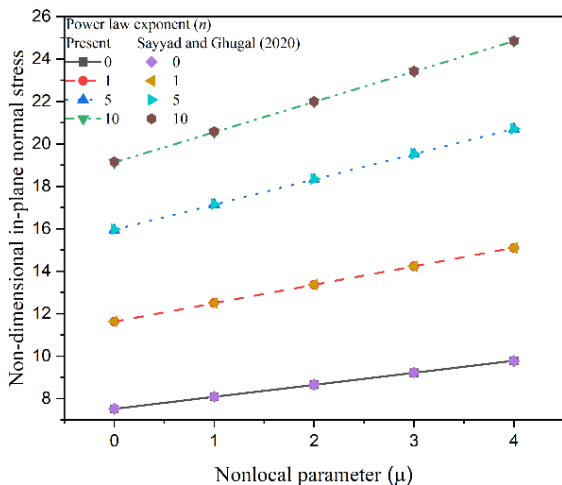 Power law exponent (n)
Present Sayyad and Ghugal (2020)
0 0
1 1
5 5
10 10
26
24
22
20
18
16
14
12
10
8
Non-dimensional in-plane normal stress
0 1 2 3 4
Nonlocal parameter (μ)